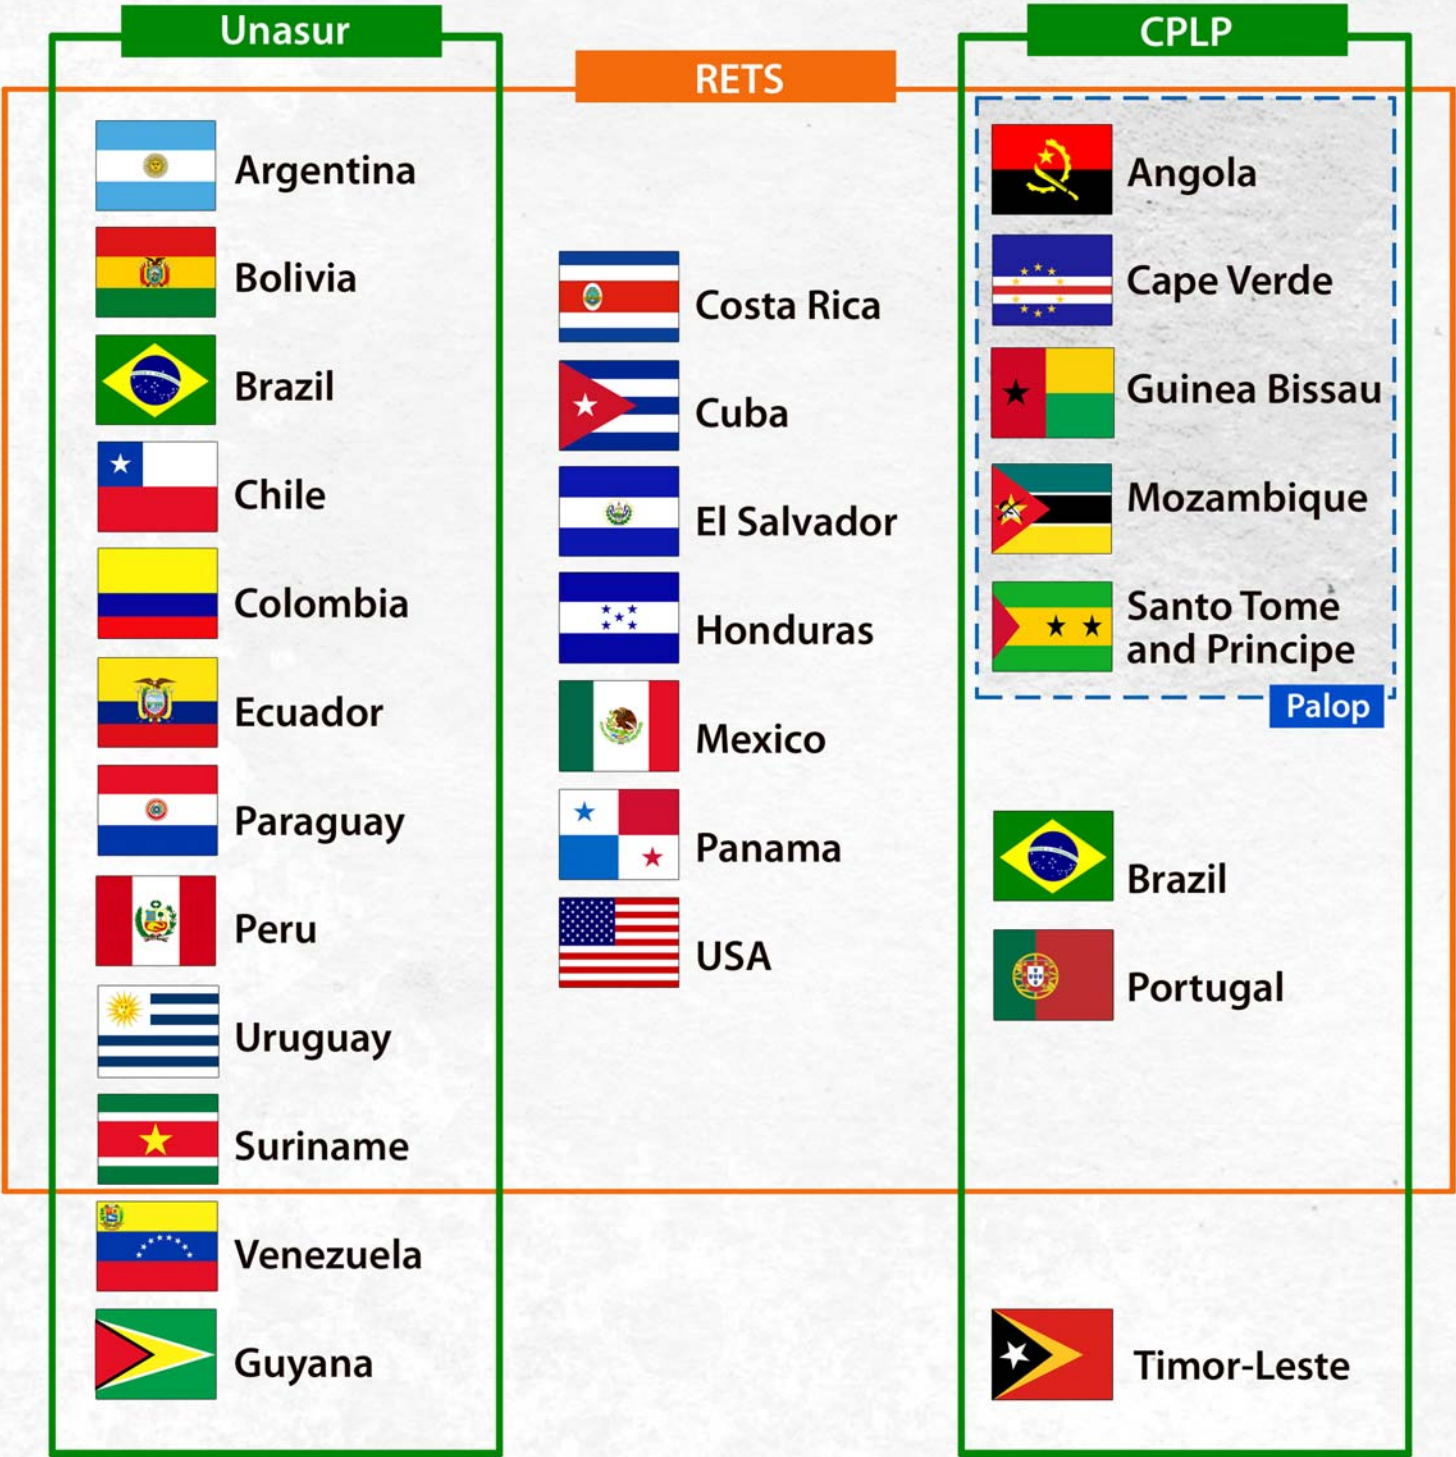 Unasur
Argentina
Bolivia
Brazil
Chile
Colombia
Ecuador
Paraguay
Peru
Uruguay
Suriname
Venezuela
Guyana
RETS
Costa Rica
Cuba
El Salvador
Honduras
Mexico
Panama
USA
CPLP
Angola
Cape Verde
Guinea Bissau
Mozambique
Santo Tome
and Principe
Palop
Brazil
Portugal
Timor-Leste